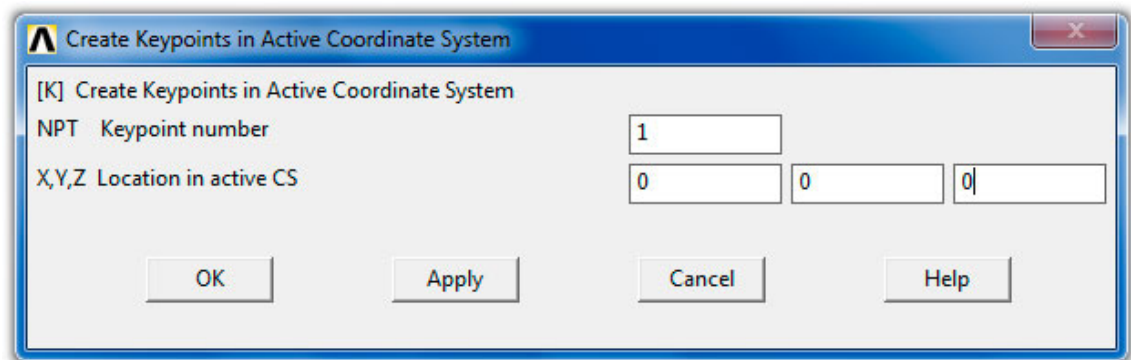 Create Keypoints in Active Coordinate System
[K] Create Keypoints in Active Coordinate System
NPT Keypoint number 1
X,Y,Z Location in active CS 0 0 0
OK Apply Cancel Help